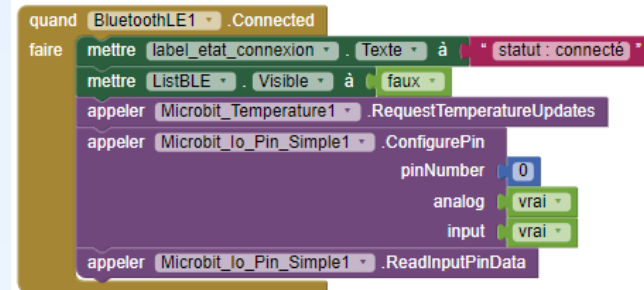 quand BluetoothLE1 .Connected
faire mettre label_etat_connexion . Texte à " statut : connecté "
mettre ListBLE . Visible à faux
appeler Microbit_Temperature1 .RequestTemperatureUpdates
appeler Microbit_Io_Pin_Simple1 .ConfigurePin
pinNumber 0
analog vrai
input vrai
appeler Microbit_Io_Pin_Simple1 .ReadInputPinData